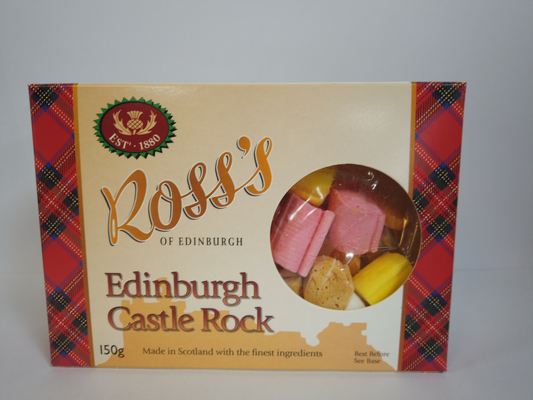 EST'· 1880
Ross's
OF EDINBURGH
Edinburgh
Castle Rock
150g
Made in Scotland with the finest ingredients
Best Before
See Base